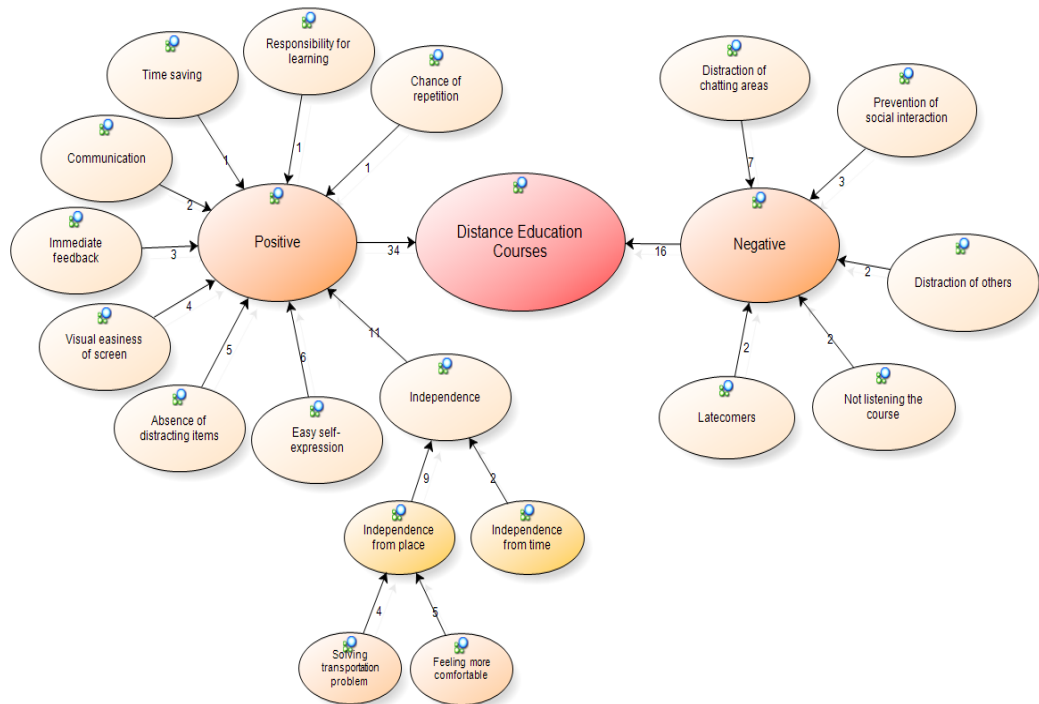 Responsibility for
learning
Time saving
Chance of
repetition
Distraction of
chatting areas
Prevention of
social interaction
Communication
1
1
1
7
3
2
Immediate
feedback
3
Positive
34
Distance Education
Courses
16
Negative
2
Distraction of others
Visual easiness
of screen
4
5
6
11
2
2
Absence of
distracting items
Easy self-
expression
Independence
Latecomers
Not listening the
course
9
2
Independence
from place
Independence
from time
4
5
Solving
transportation
problem
Feeling more
comfortable